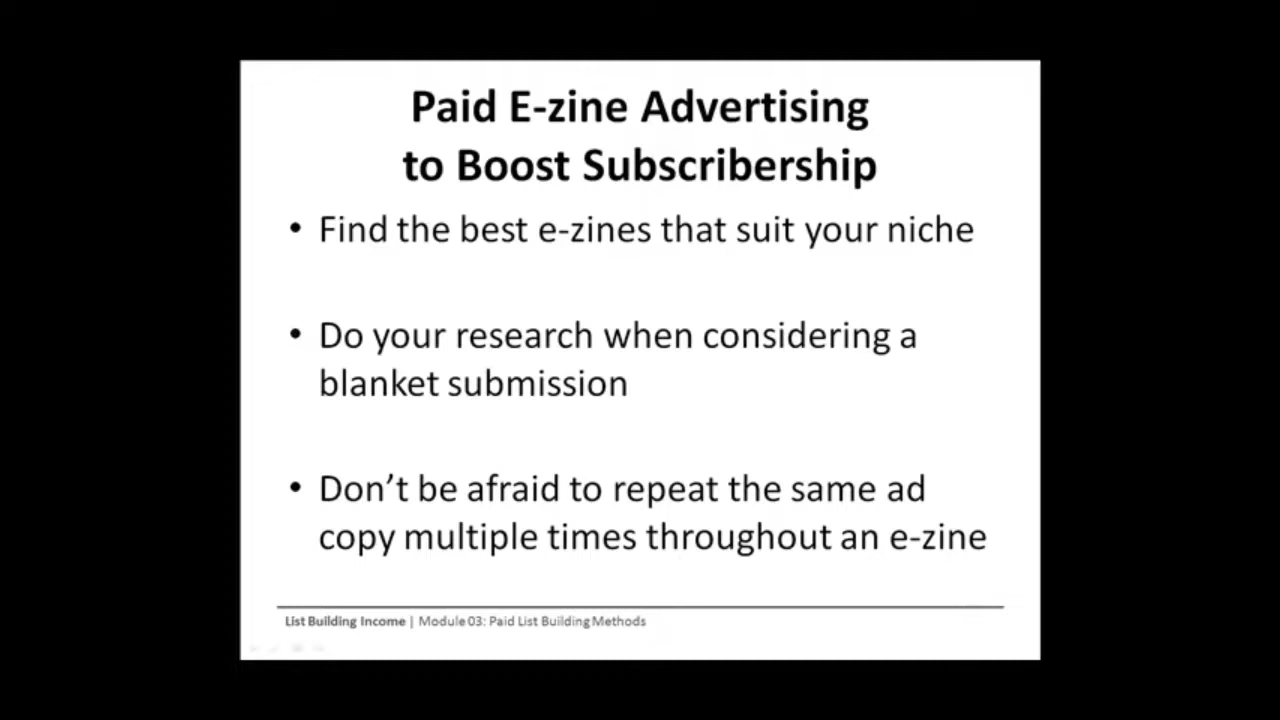 Paid E-zine Advertising
to Boost Subscribership
• Find the best e-zines that suit your niche
• Do your research when considering a
blanket submission
• Don’t be afraid to repeat the same ad
copy multiple times throughout an e-zine
List Building Income | Module 03: Paid List Building Methods